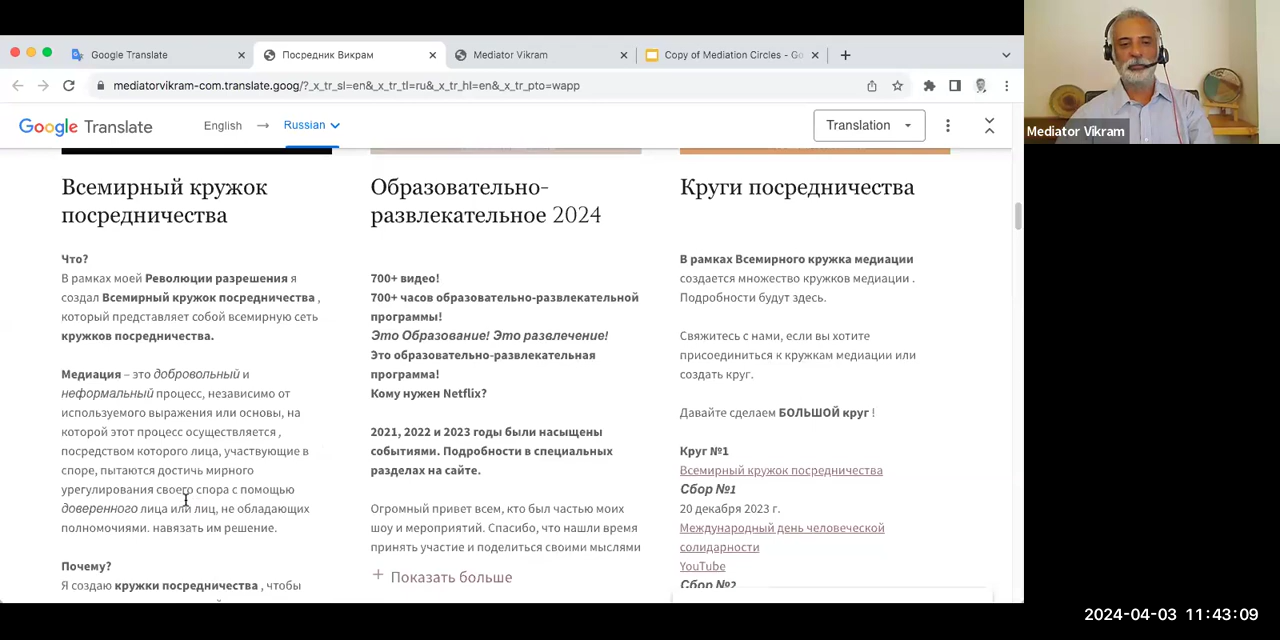 Google Translate
Посредник Викрам
Mediator Vikram
Copy of Mediation Circles - Go
mediatorvikram-com.translate.goog/?_x_tr_sl=en&_x_tr_tl=ru&_x_tr_hl=en&_x_tr_pto=wapp
Mediator Vikram
Google Translate
English → Russian
Translation
Всемирный кружок
посредничества
Что?
В рамках моей Революции разрешения я
создал Всемирный кружок посредничества ,
который представляет собой всемирную сеть
кружков посредничества.
Медиация – это добровольный и
неформальный процесс, независимо от
используемого выражения или основы, на
которой этот процесс осуществляется ,
посредством которого лица, участвующие в
споре, пытаются достичь мирного
урегулирования своего спора с помощью
доверенного лица или лиц, не обладающих
полномочиями. навязать им решение.
Почему?
Я создаю кружки посредничества , чтобы
Образовательно-
развлекательное 2024
700+ видео!
700+ часов образовательно-развлекательной
программы!
Это Образование! Это развлечение!
Это образовательно-развлекательная
программа!
Кому нужен Netflix?
2021, 2022 и 2023 годы были насыщены
событиями. Подробности в специальных
разделах на сайте.
Огромный привет всем, кто был частью моих
шоу и мероприятий. Спасибо, что нашли время
принять участие и поделиться своими мыслями
+ Показать больше
Круги посредничества
В рамках Всемирного кружка медиации
создается множество кружков медиации .
Подробности будут здесь.
Свяжитесь с нами, если вы хотите
присоединиться к кружкам медиации или
создать круг.
Давайте сделаем БОЛЬШОЙ круг !
Круг №1
Всемирный кружок посредничества
Сбор №1
20 декабря 2023 г.
Международный день человеческой
солидарности
YouTube
Сбор №2
2024-04-03 11:43:09